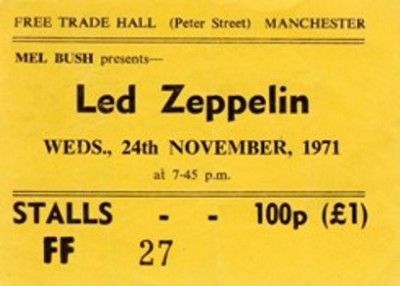 FREE TRADE HALL (Peter Street) MANCHESTER
MEL BUSH presents—
Led Zeppelin
WEDS., 24th NOVEMBER, 1971
at 7-45 p.m.
STALLS - - 100p (£1)
FF 27